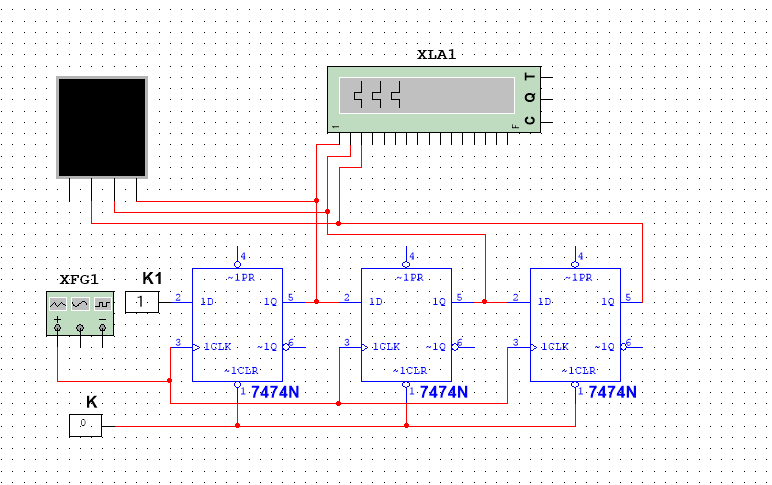 XLA1
T
Q
C
1
F
XFG1
K1
1
4
~1PR
2
1D
1Q
5
3
1CLK
~1Q
6
~1CLR
1
7474N
4
~1PR
2
1D
1Q
5
3
1CLK
~1Q
6
~1CLR
1
7474N
4
~1PR
2
1D
1Q
5
3
1CLK
~1Q
6
~1CLR
1
7474N
+
−
K
0